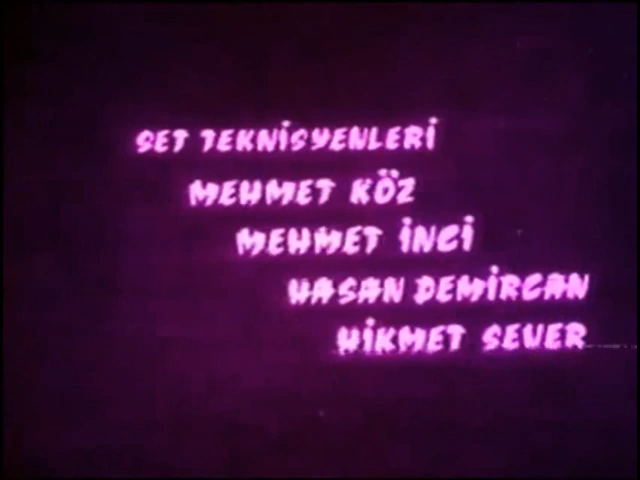 SET TEKNİSYENLERİ
MEHMET KÖZ
MEHMET İNCİ
HASAN DEMİRCAN
HİKMET SEVER